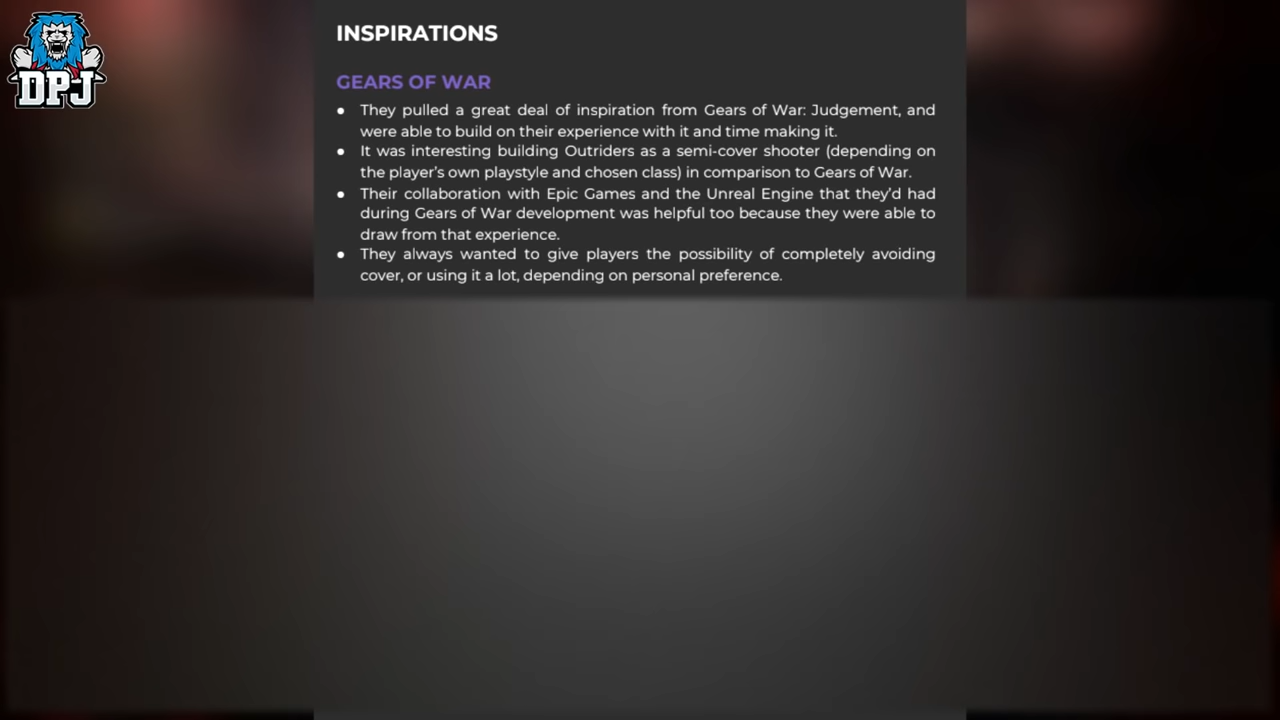 DPJ
INSPIRATIONS
GEARS OF WAR
● They pulled a great deal of inspiration from Gears of War: Judgement, and
were able to build on their experience with it and time making it.
● It was interesting building Outriders as a semi-cover shooter (depending on
the player's own playstyle and chosen class) in comparison to Gears of War.
● Their collaboration with Epic Games and the Unreal Engine that they'd had
during Gears of War development was helpful too because they were able to
draw from that experience.
● They always wanted to give players the possibility of completely avoiding
cover, or using it a lot, depending on personal preference.